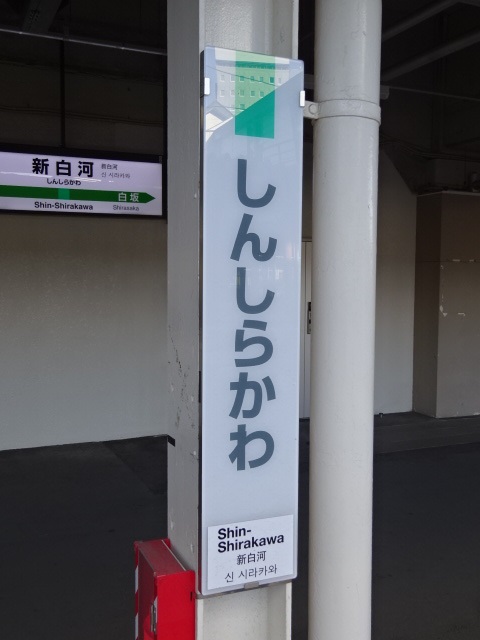 新白河
新白河
신 시라카와
しんしらかわ
白坂
Shin-Shirakawa
Shirasaka
しんしらかわ
Shin-
Shirakawa
新白河
신 시라카와